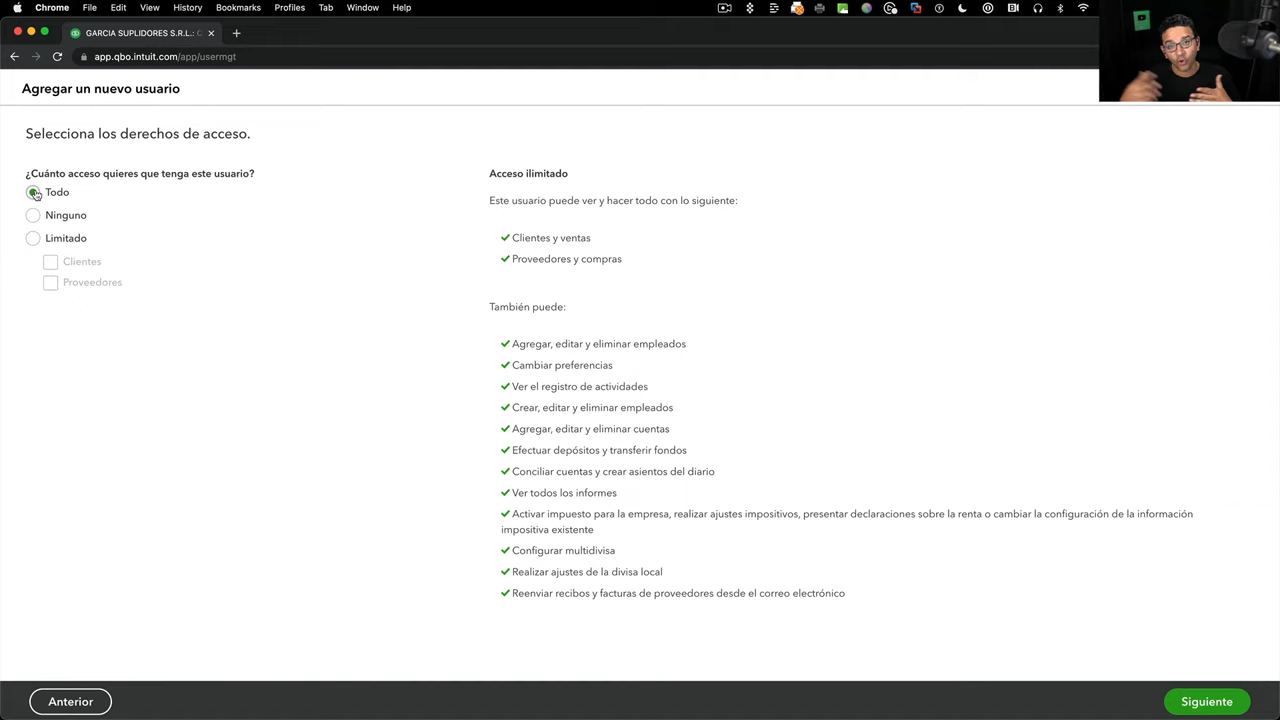 Chrome File Edit View History Bookmarks Profiles Tab Window Help
GARCIA SUPLIDORES S.R.L.: C
app.qbo.intuit.com/app/usermgt
Agregar un nuevo usuario
Selecciona los derechos de acceso.
¿Cuánto acceso quieres que tenga este usuario?
Todo
Ninguno
Limitado
Clientes
Proveedores
Acceso ilimitado
Este usuario puede ver y hacer todo con lo siguiente:
Clientes y ventas
Proveedores y compras
También puede:
Agregar, editar y eliminar empleados
Cambiar preferencias
Ver el registro de actividades
Crear, editar y eliminar empleados
Agregar, editar y eliminar cuentas
Efectuar depósitos y transferir fondos
Conciliar cuentas y crear asientos del diario
Ver todos los informes
Activar impuesto para la empresa, realizar ajustes impositivos, presentar declaraciones sobre la renta o cambiar la configuración de la información
impositiva existente
Configurar multidivisa
Realizar ajustes de la divisa local
Reenviar recibos y facturas de proveedores desde el correo electrónico
Anterior
Siguiente